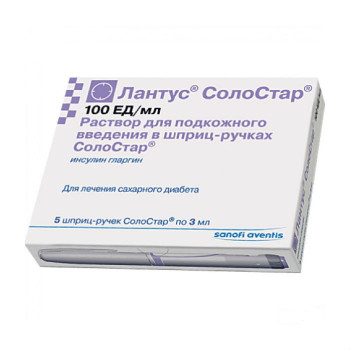 Лантус® СолоСтар®
100 ЕД/мл
Раствор для подкожного
введения в шприц-ручках
СолоСтар®
инсулин гларгин
Для лечения сахарного диабета
5 шприц-ручек СолоСтар® по 3 мл
sanofi aventis